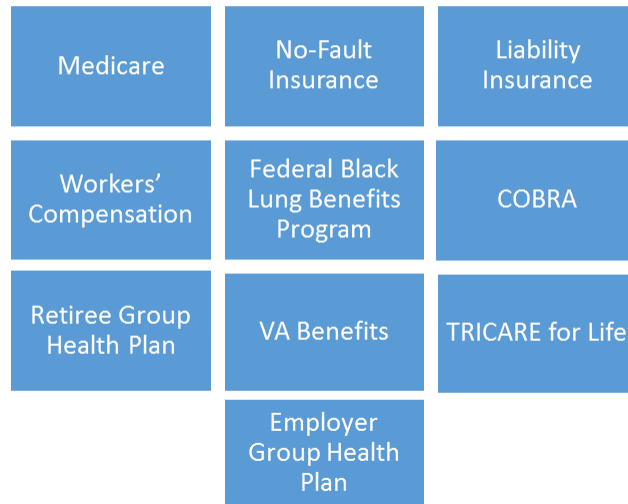 Medicare
No-Fault
Insurance
Liability
Insurance
Workers’
Compensation
Federal Black
Lung Benefits
Program
COBRA
Retiree Group
Health Plan
VA Benefits
TRICARE for Life
Employer
Group Health
Plan